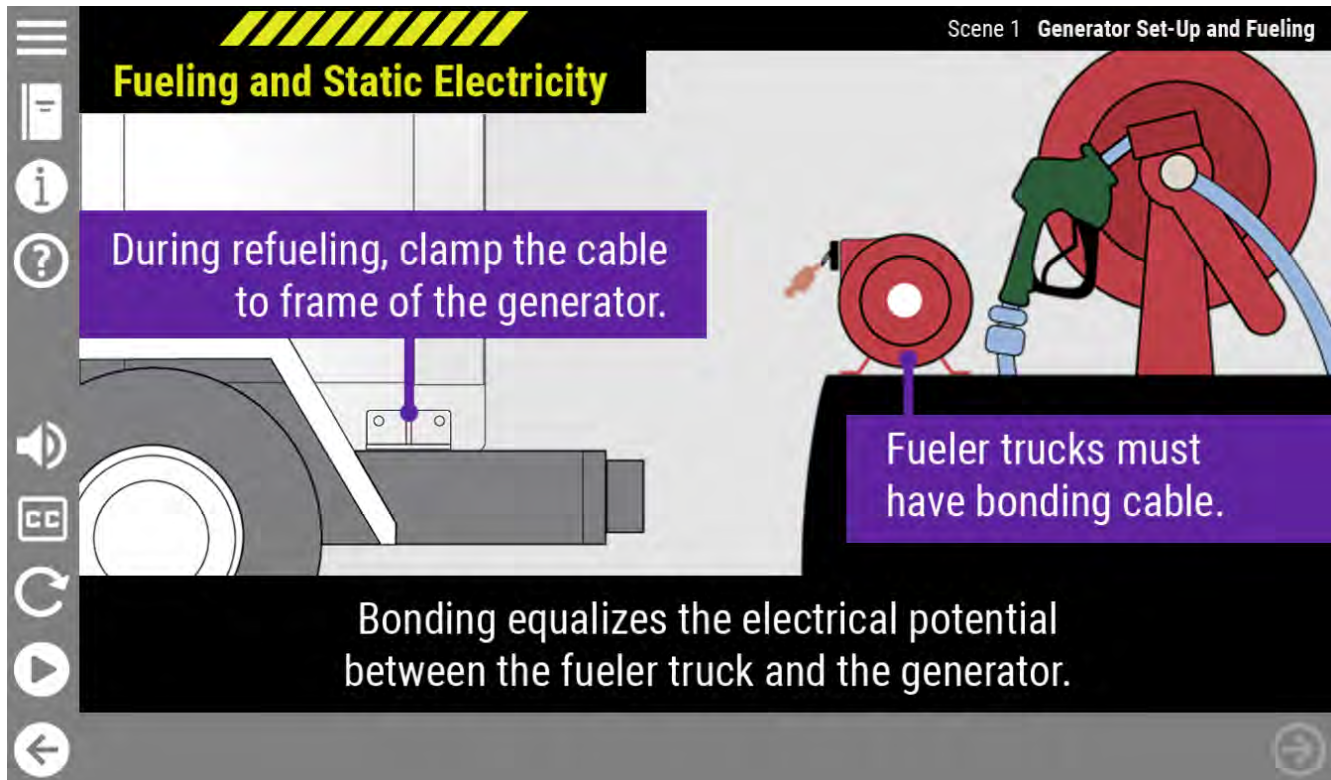 Scene 1 Generator Set-Up and Fueling
Fueling and Static Electricity
During refueling, clamp the cable
to frame of the generator.
Fueler trucks must
have bonding cable.
CC
Bonding equalizes the electrical potential
between the fueler truck and the generator.